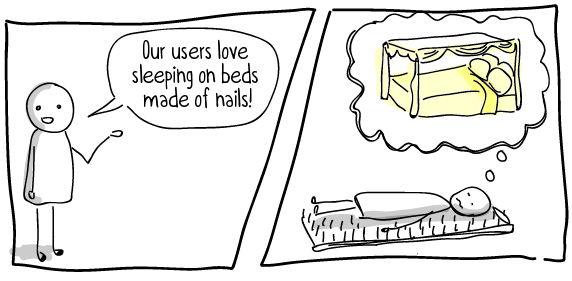 Our users love
sleeping on beds
made of nails!